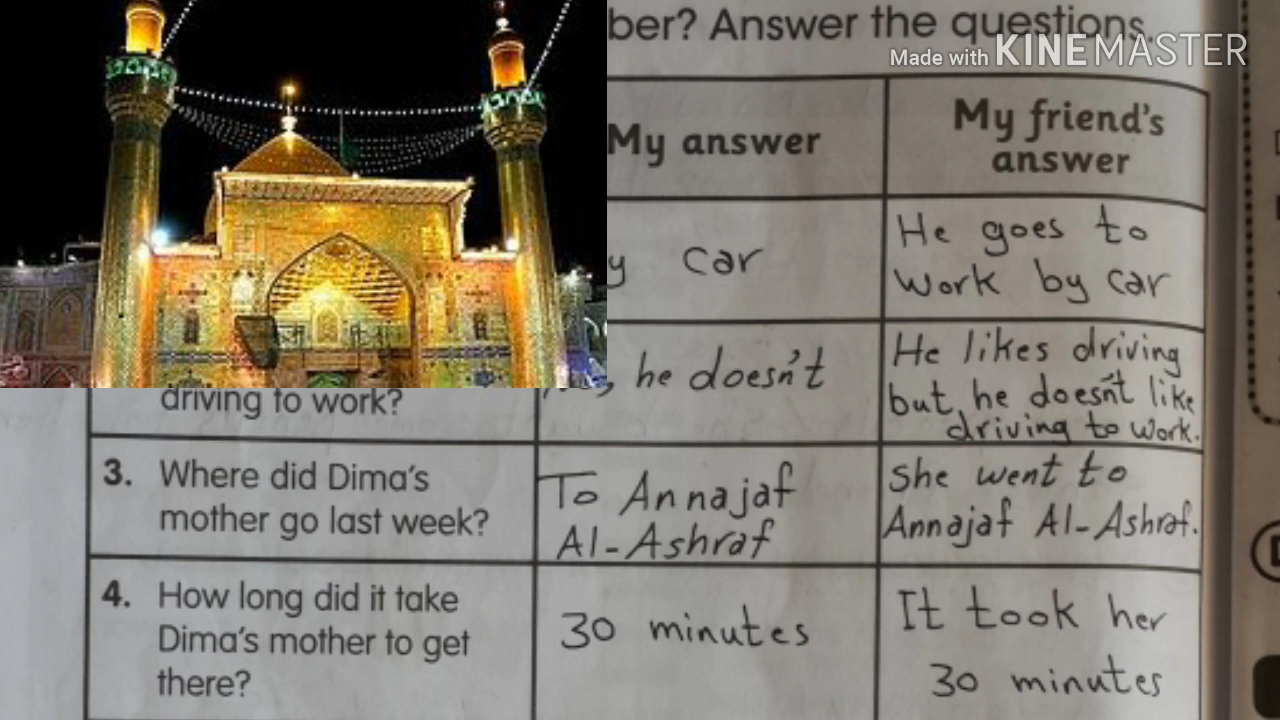 ber? Answer the questions.
Made with KINEMASTER
My answer
My friend's
answer
car
He goes to
work by car
driving to work?
he doesn't
He likes driving
but he doesn't like
driving to work.
3. Where did Dima's
mother go last week?
To Annajaf
Al-Ashraf
She went to
Annajaf Al-Ashraf.
4. How long did it take
Dima's mother to get
there?
30 minutes
It took her
30 minutes